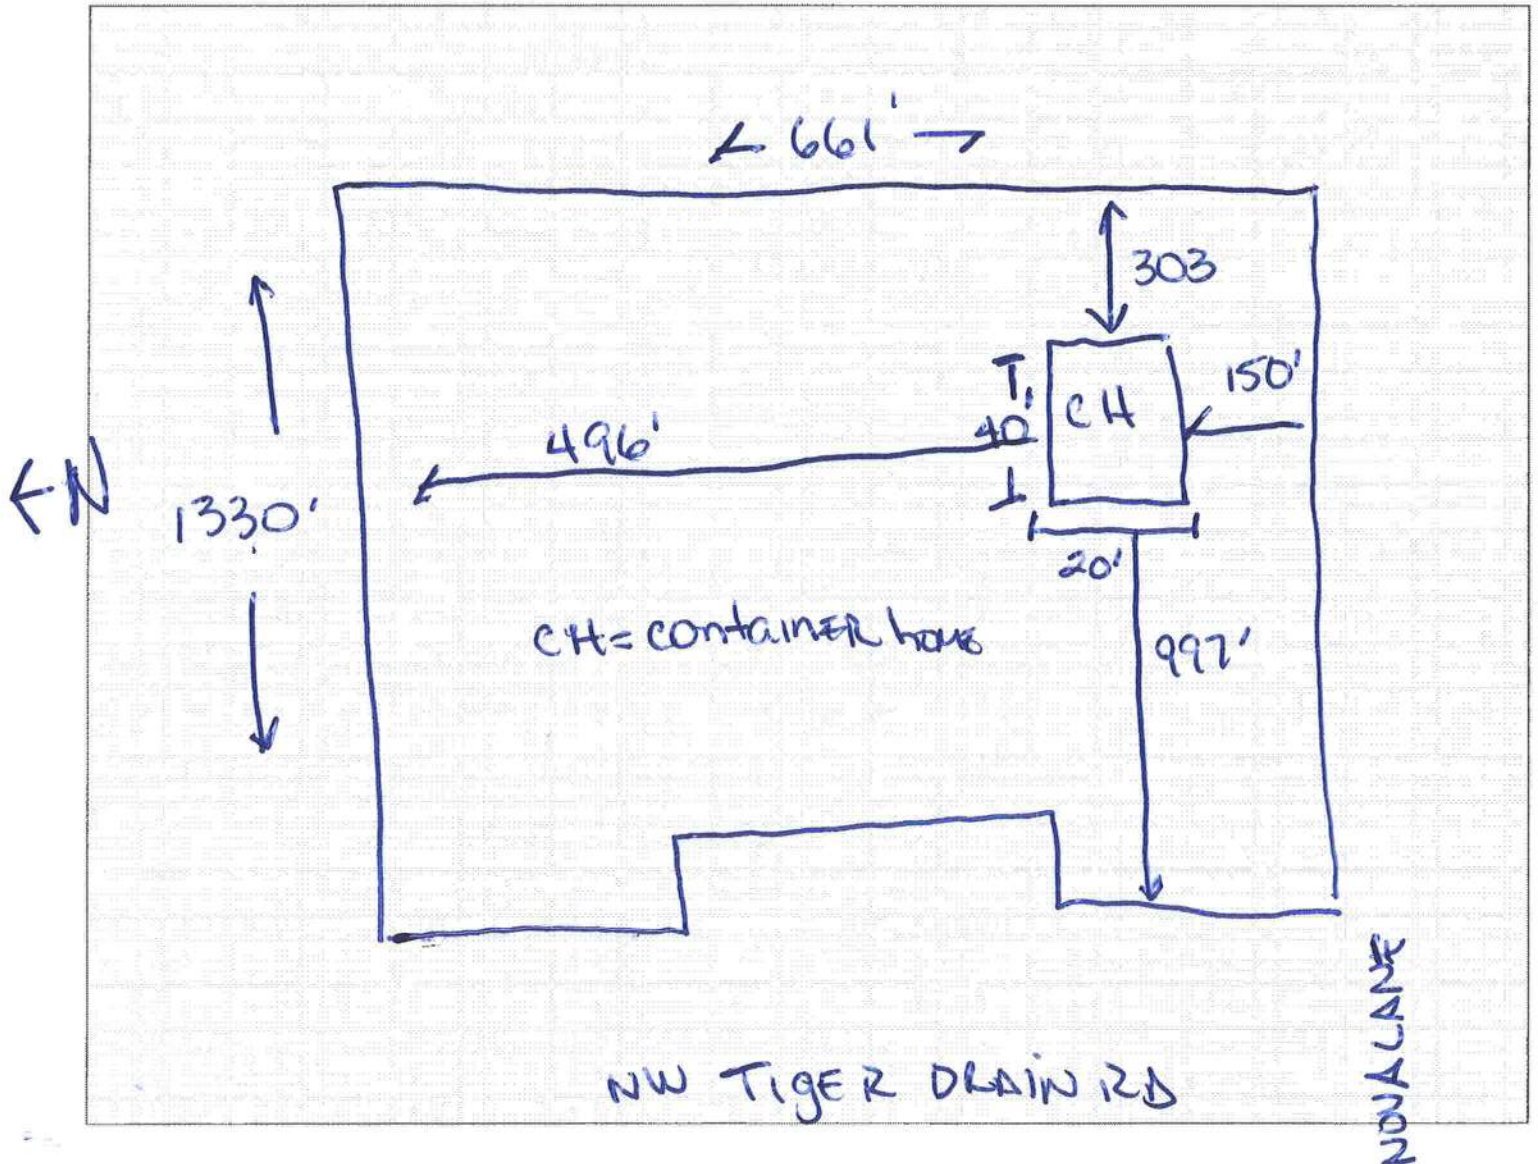 661'
303
150'
CH
40'
496'
N
1330'
20'
CH=CONTAINER HOME
997'
NW TIGER DRAIN RD
NOVA LANE